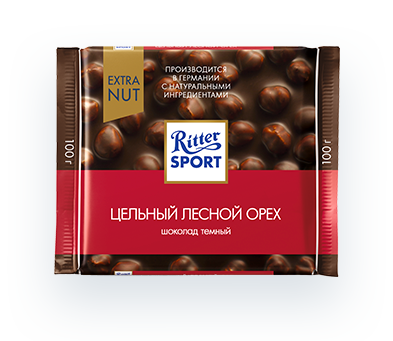 EXTRA
NUT
ПРОИЗВОДИТСЯ
В ГЕРМАНИИ
С НАТУРАЛЬНЫМИ
ИНГРЕДИЕНТАМИ
Ritter
SPORT
100 г
100 г
ЦЕЛЬНЫЙ ЛЕСНОЙ ОРЕХ
шоколад темный